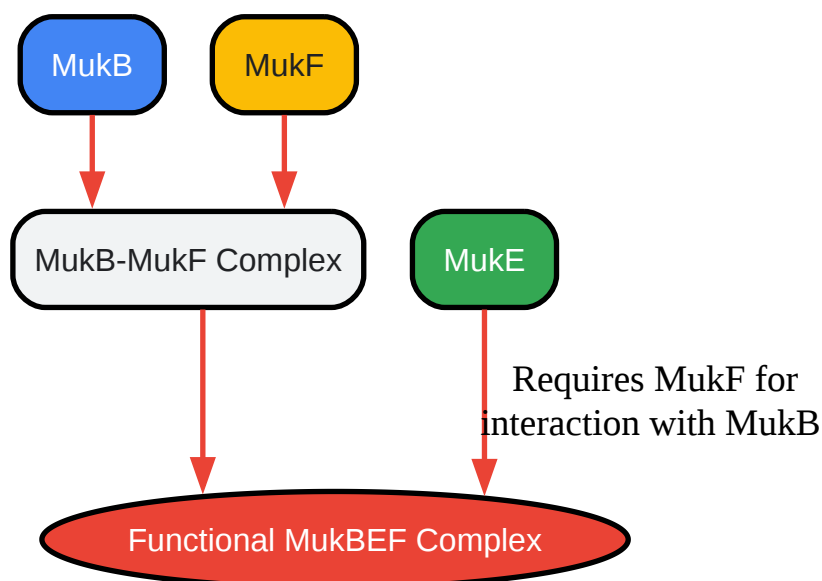 MukB
MukF
MukB-MukF Complex
MukE
Requires MukF for
interaction with MukB
Functional MukBEF Complex